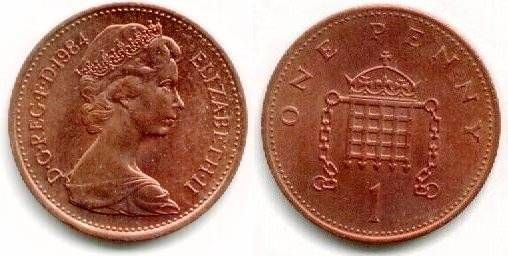 D·G·REG·F·D·1984
ELIZABETH II
ONE PENNY
1